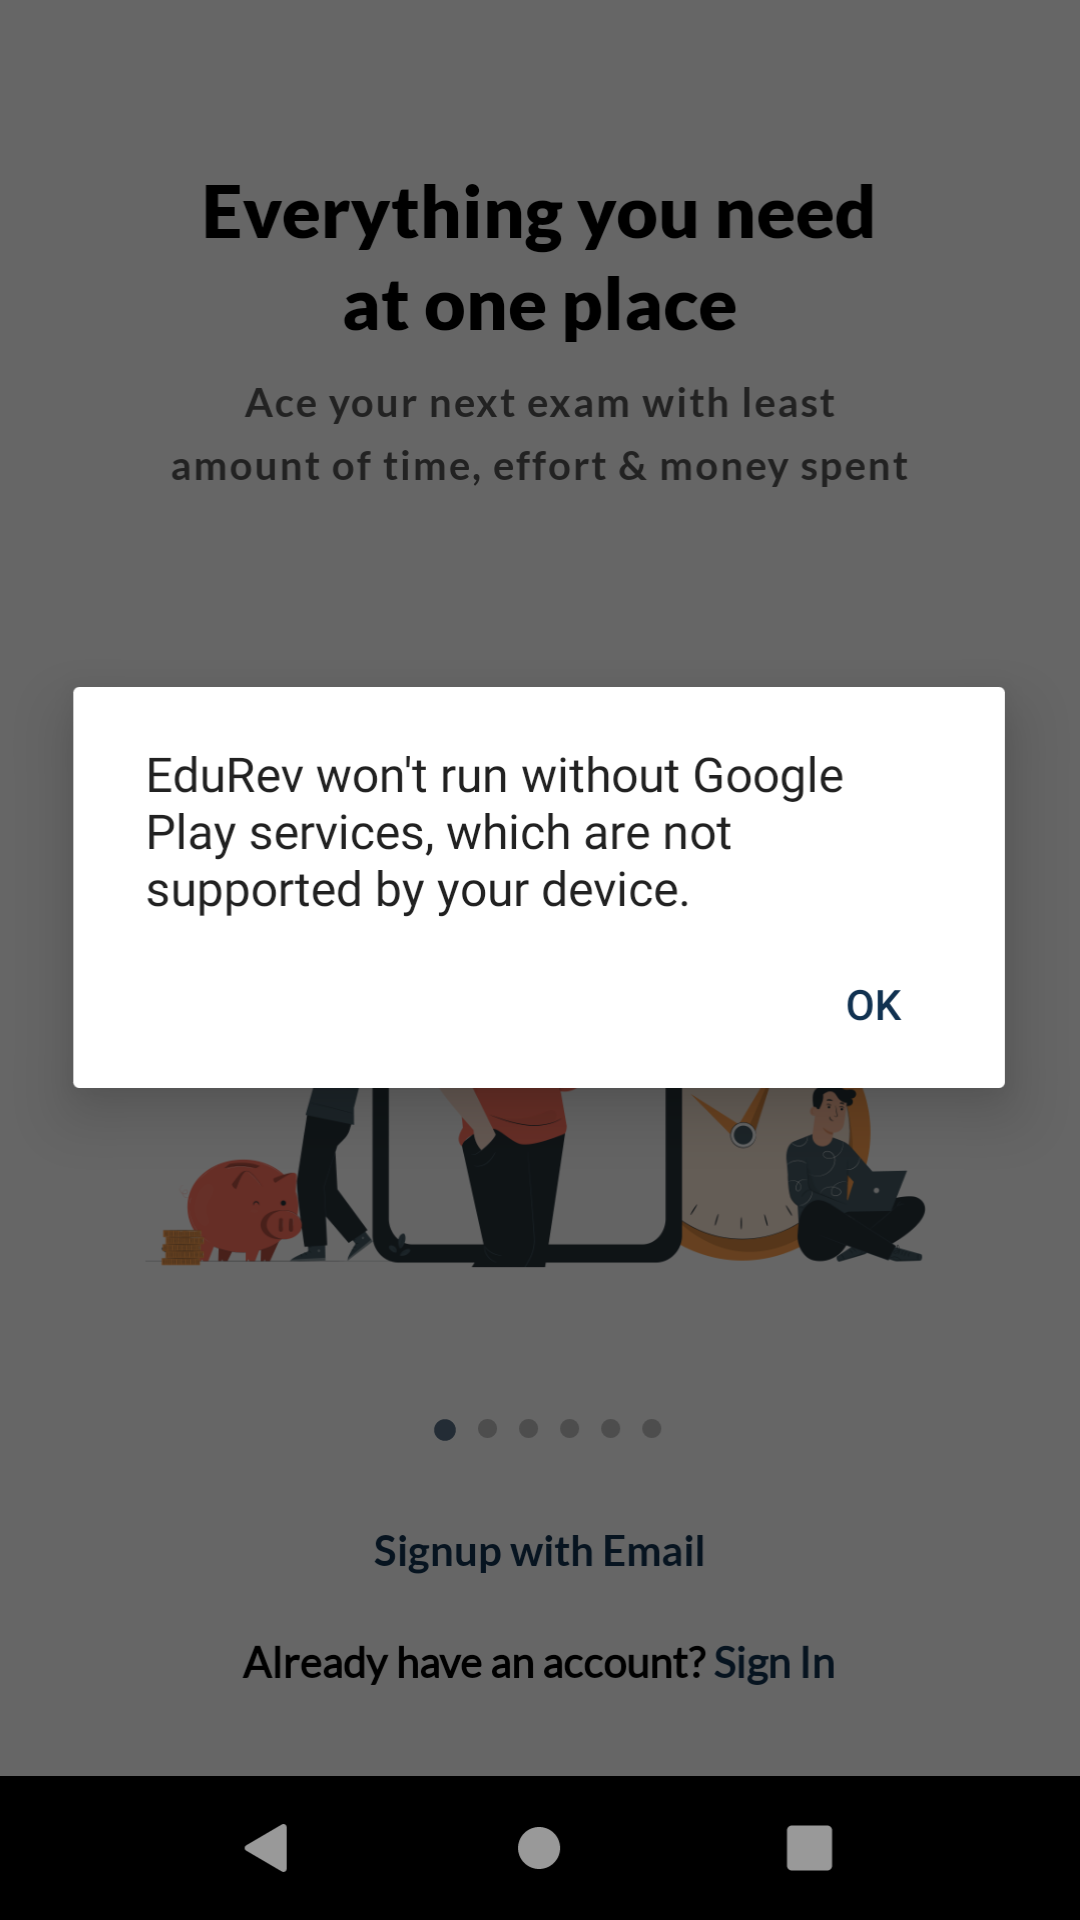 Everything you need
at one place
Ace your next exam with least
amount of time, effort & money spent
EduRev won't run without Google
Play services, which are not
supported by your device.
OK
Signup with Email
Already have an account? Sign In